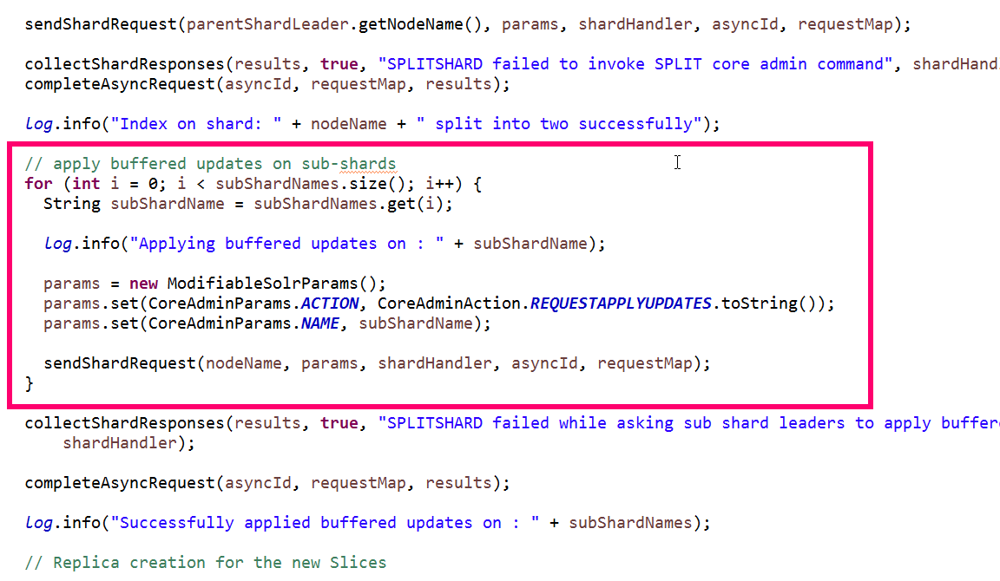 sendShardRequest(parentShardLeader.getNodeName(), params, shardHandler, asyncId, requestMap);
collectShardResponses(results, true, "SPLITSHARD failed to invoke SPLIT core admin command", shardHandl
completeAsyncRequest(asyncId, requestMap, results);
log.info("Index on shard: " + nodeName + " split into two successfully");
// apply buffered updates on sub-shards
for (int i = 0; i < subShardNames.size(); i++) {
String subShardName = subShardNames.get(i);
log.info("Applying buffered updates on : " + subShardName);
params = new ModifiableSolrParams();
params.set(CoreAdminParams.ACTION, CoreAdminAction.REQUESTAPPLYUPDATES.toString());
params.set(CoreAdminParams.NAME, subShardName);
sendShardRequest(nodeName, params, shardHandler, asyncId, requestMap);
}
collectShardResponses(results, true, "SPLITSHARD failed while asking sub shard leaders to apply buffere
shardHandler);
completeAsyncRequest(asyncId, requestMap, results);
log.info("Successfully applied buffered updates on : " + subShardNames);
// Replica creation for the new Slices